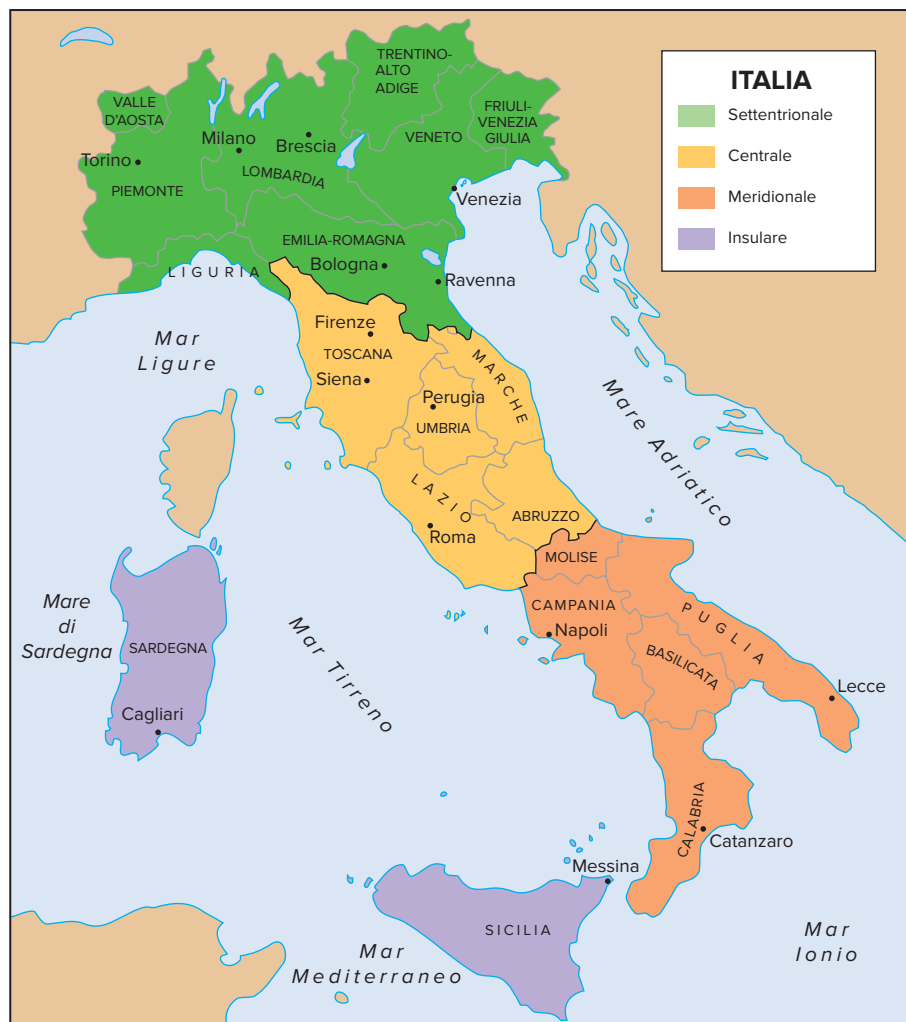 ITALIA
Settentrionale
Centrale
Meridionale
Insulare
TRENTINO-
ALTO
ADIGE
VALLE
D'AOSTA
FRIULI-
VENEZIA
GIULIA
VENETO
Milano
Brescia
Torino
LOMBARDIA
PIEMONTE
Venezia
EMILIA-ROMAGNA
Bologna
LIGURIA
Ravenna
Mar
Ligure
Firenze
TOSCANA
Siena
MARCHE
Perugia
UMBRIA
Mare Adriatico
LAZIO
ABRUZZO
Roma
MOLISE
Mare
di
Sardegna
SARDEGNA
Cagliari
Mar Tirreno
CAMPANIA
Napoli
PUGLIA
BASILICATA
Lecce
CALABRIA
Catanzaro
Messina
SICILIA
Mar
Mediterraneo
Mar
Ionio